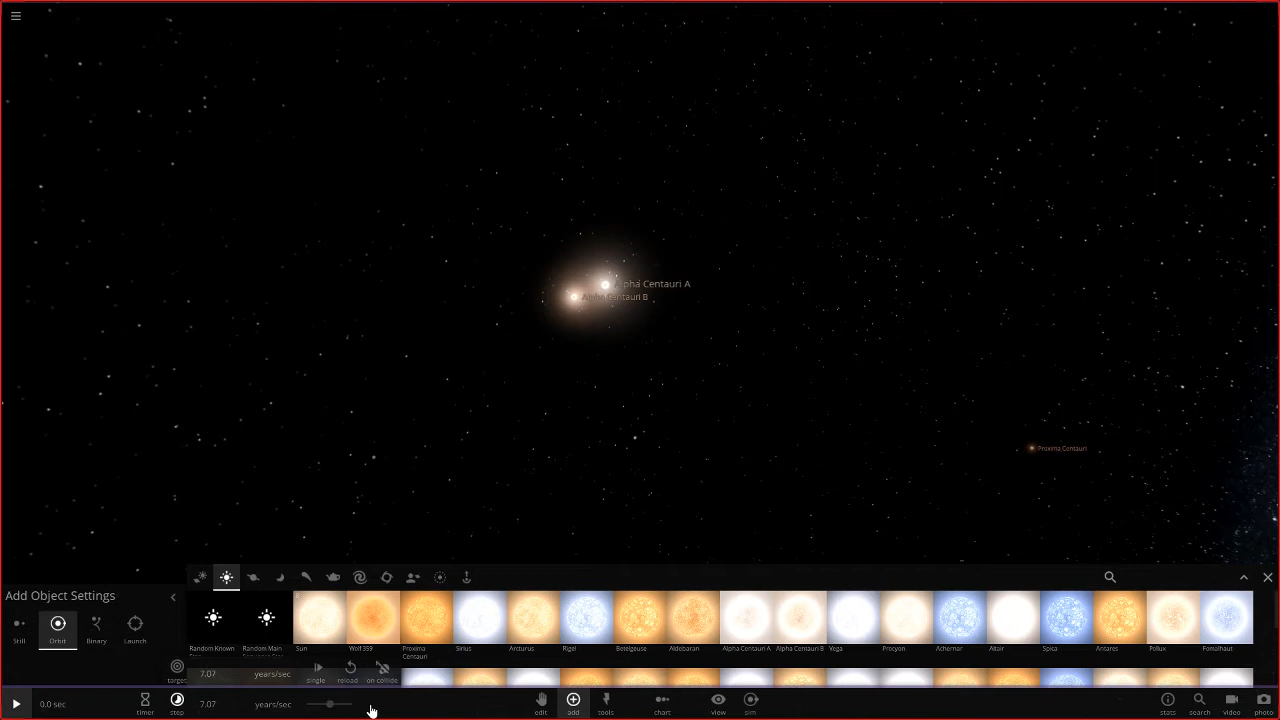 Alpha Centauri A
Alpha Centauri B
Proxima Centauri
Add Object Settings
Still
Orbit
Binary
Launch
Random Known
Random Main
Sun
Wolf 359
Proxima Centauri
Sirius
Arcturus
Rigel
Betelgeuse
Aldebaran
Alpha Centauri A
Alpha Centauri B
Vega
Procyon
Achernar
Altair
Spica
Antares
Pollux
Fomalhaut
target
7.07
years/sec
single
reload
on collide
0.0 sec
timer
step
7.07
years/sec
edit
add
tools
chart
view
sim
stats
search
video
photo